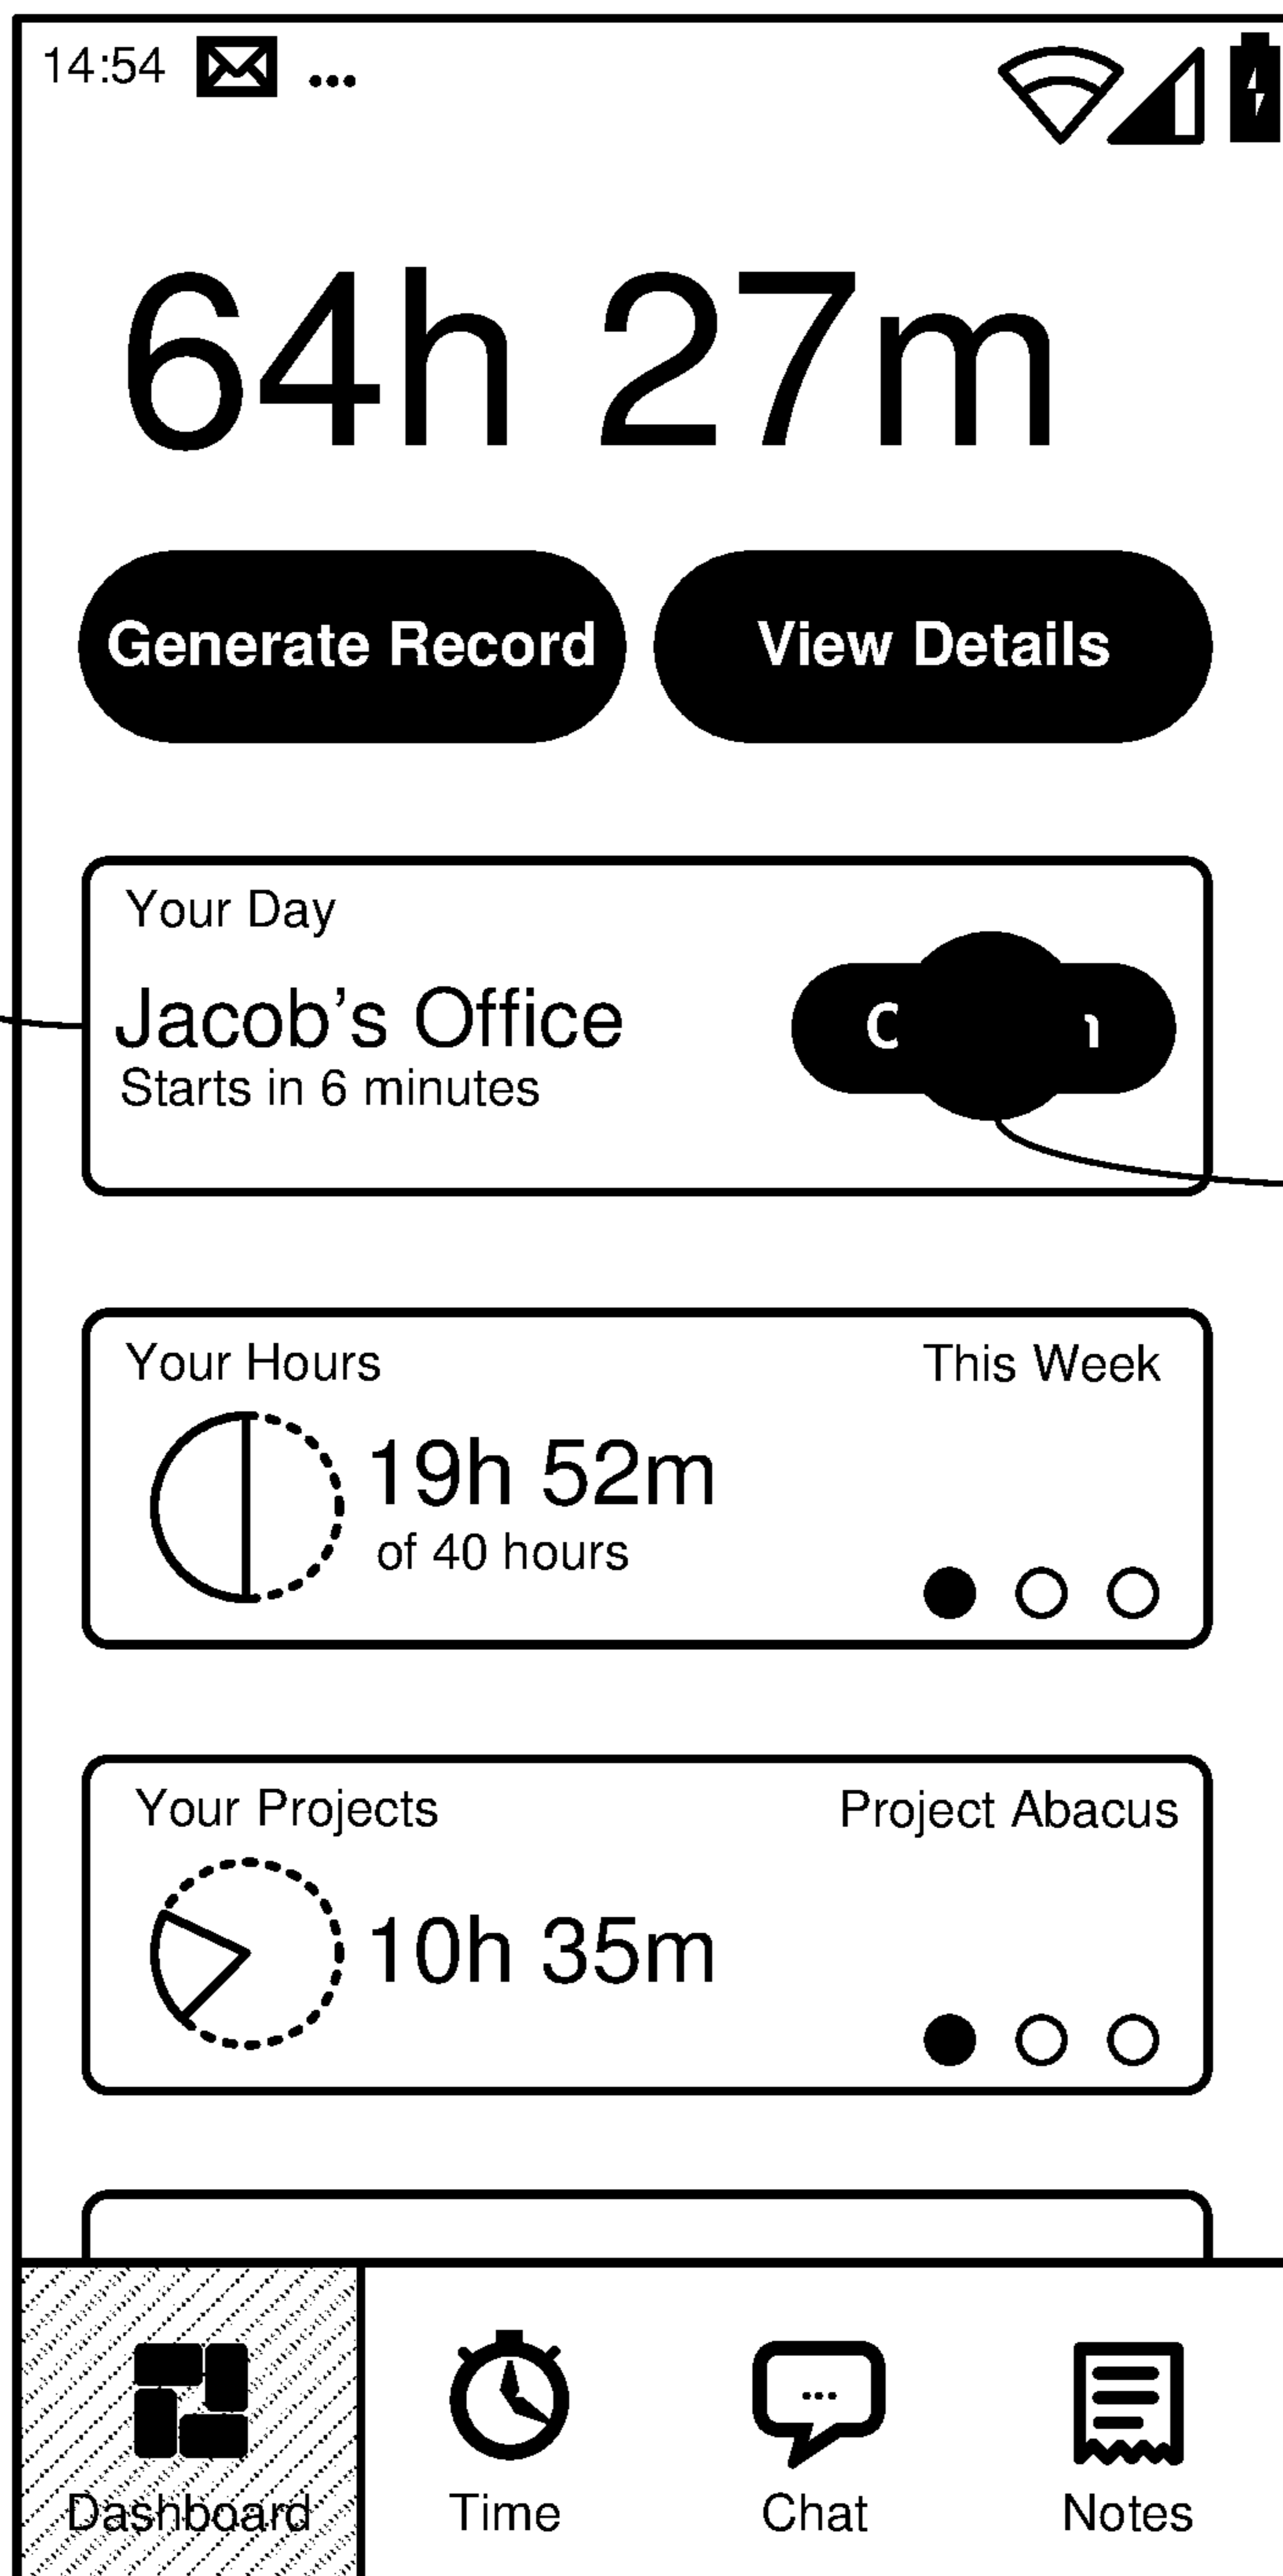 14:54
64h 27m
Generate Record
View Details
Your Day
Jacob's Office
Starts in 6 minutes
Your Hours
This Week
19h 52m
of 40 hours
Your Projects
Project Abacus
10h 35m
Dashboard
Time
Chat
Notes